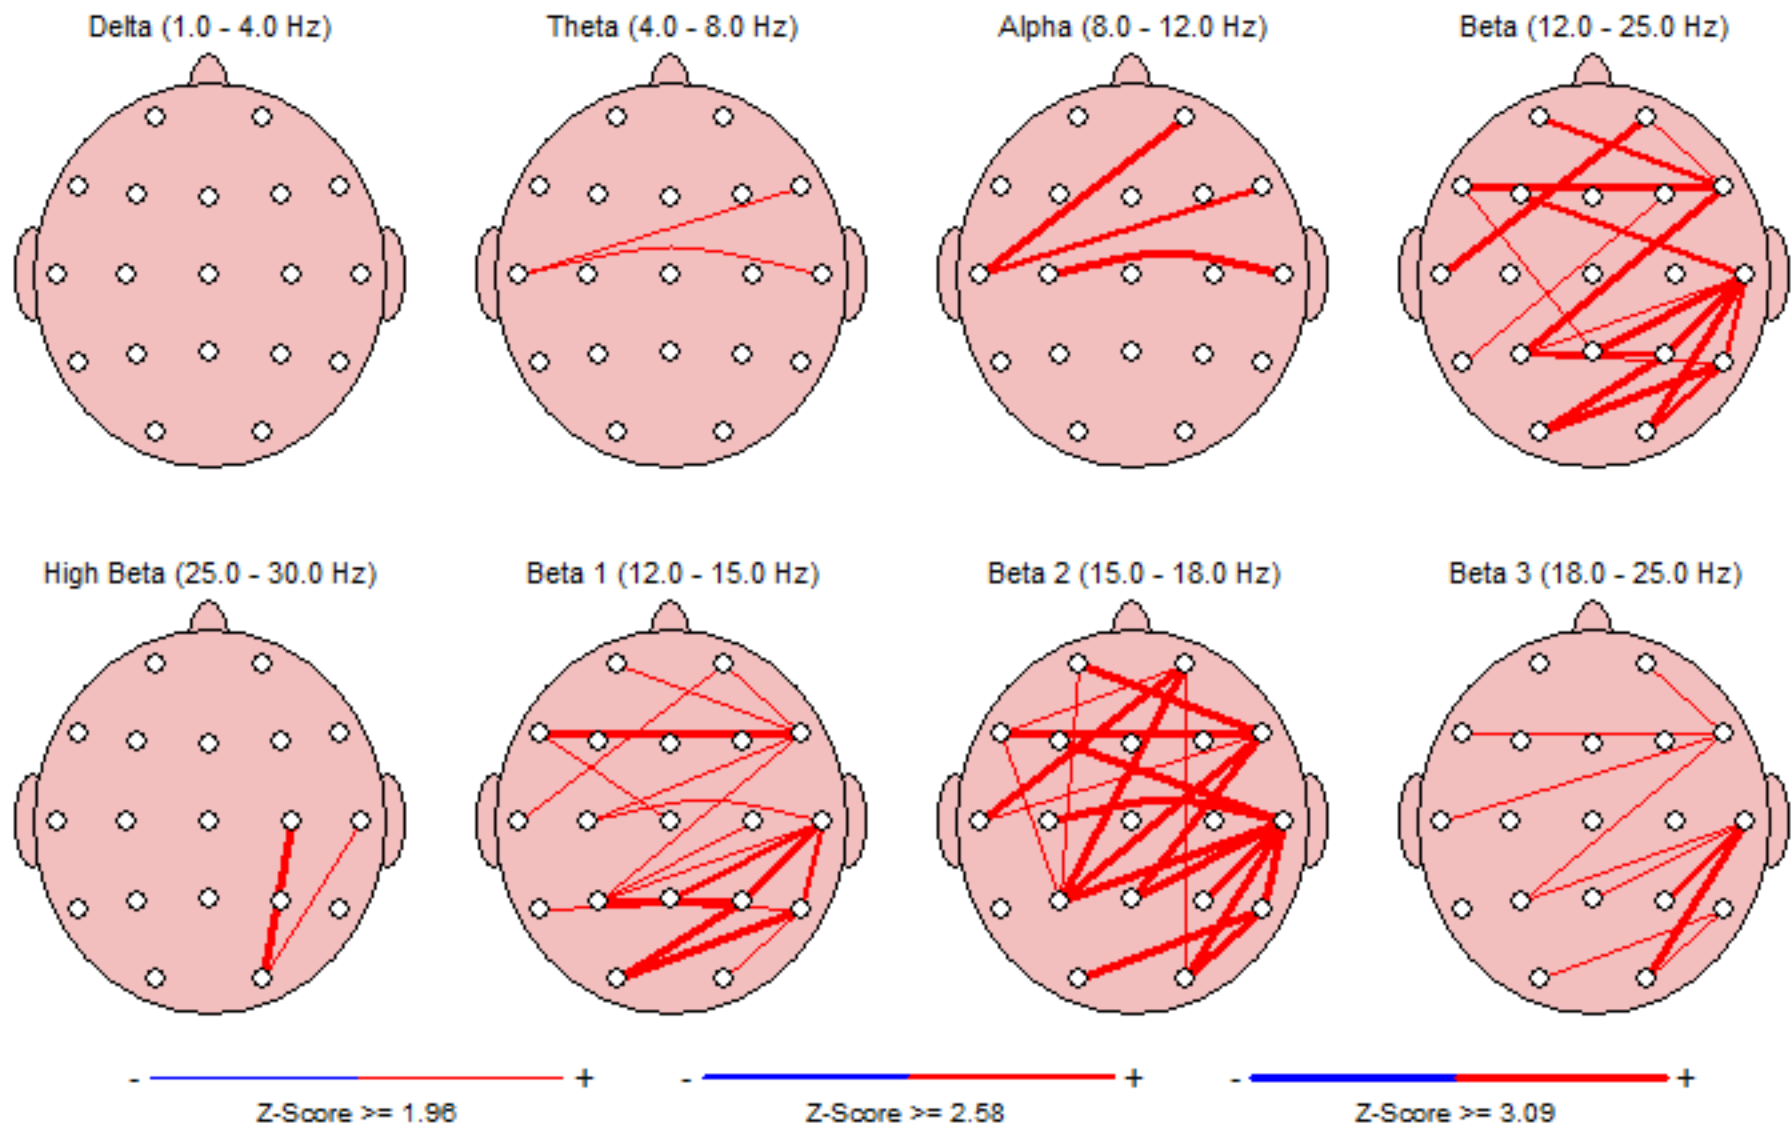 Delta (1.0 - 4.0 Hz) Theta (4.0 - 8.0 Hz) Alpha (8.0 - 12.0 Hz) Beta (12.0 - 25.0 Hz)
High Beta (25.0 - 30.0 Hz) Beta 1 (12.0 - 15.0 Hz) Beta 2 (15.0 - 18.0 Hz) Beta 3 (18.0 - 25.0 Hz)
- + - + - +
Z-Score >= 1.96 Z-Score >= 2.58 Z-Score >= 3.09